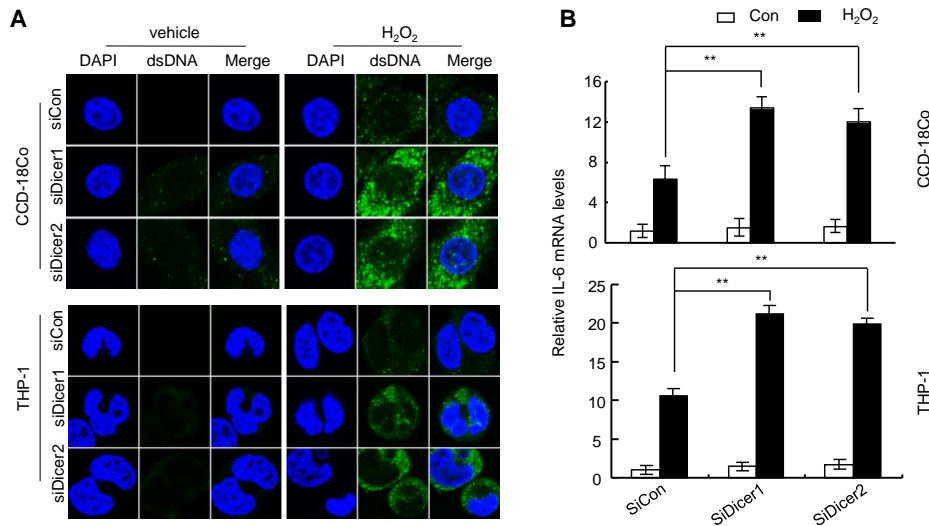 A
vehicle
H₂O₂
DAPI dsDNA Merge DAPI dsDNA Merge
CCD-18Co
siCon
siDicer1
siDicer2
THP-1
siCon
siDicer1
siDicer2
B
Con H₂O₂
**
**
16
12
8
4
0
CCD-18Co
Relative IL-6 mRNA levels
**
**
25
20
15
10
5
0
THP-1
SiCon SiDicer1 SiDicer2